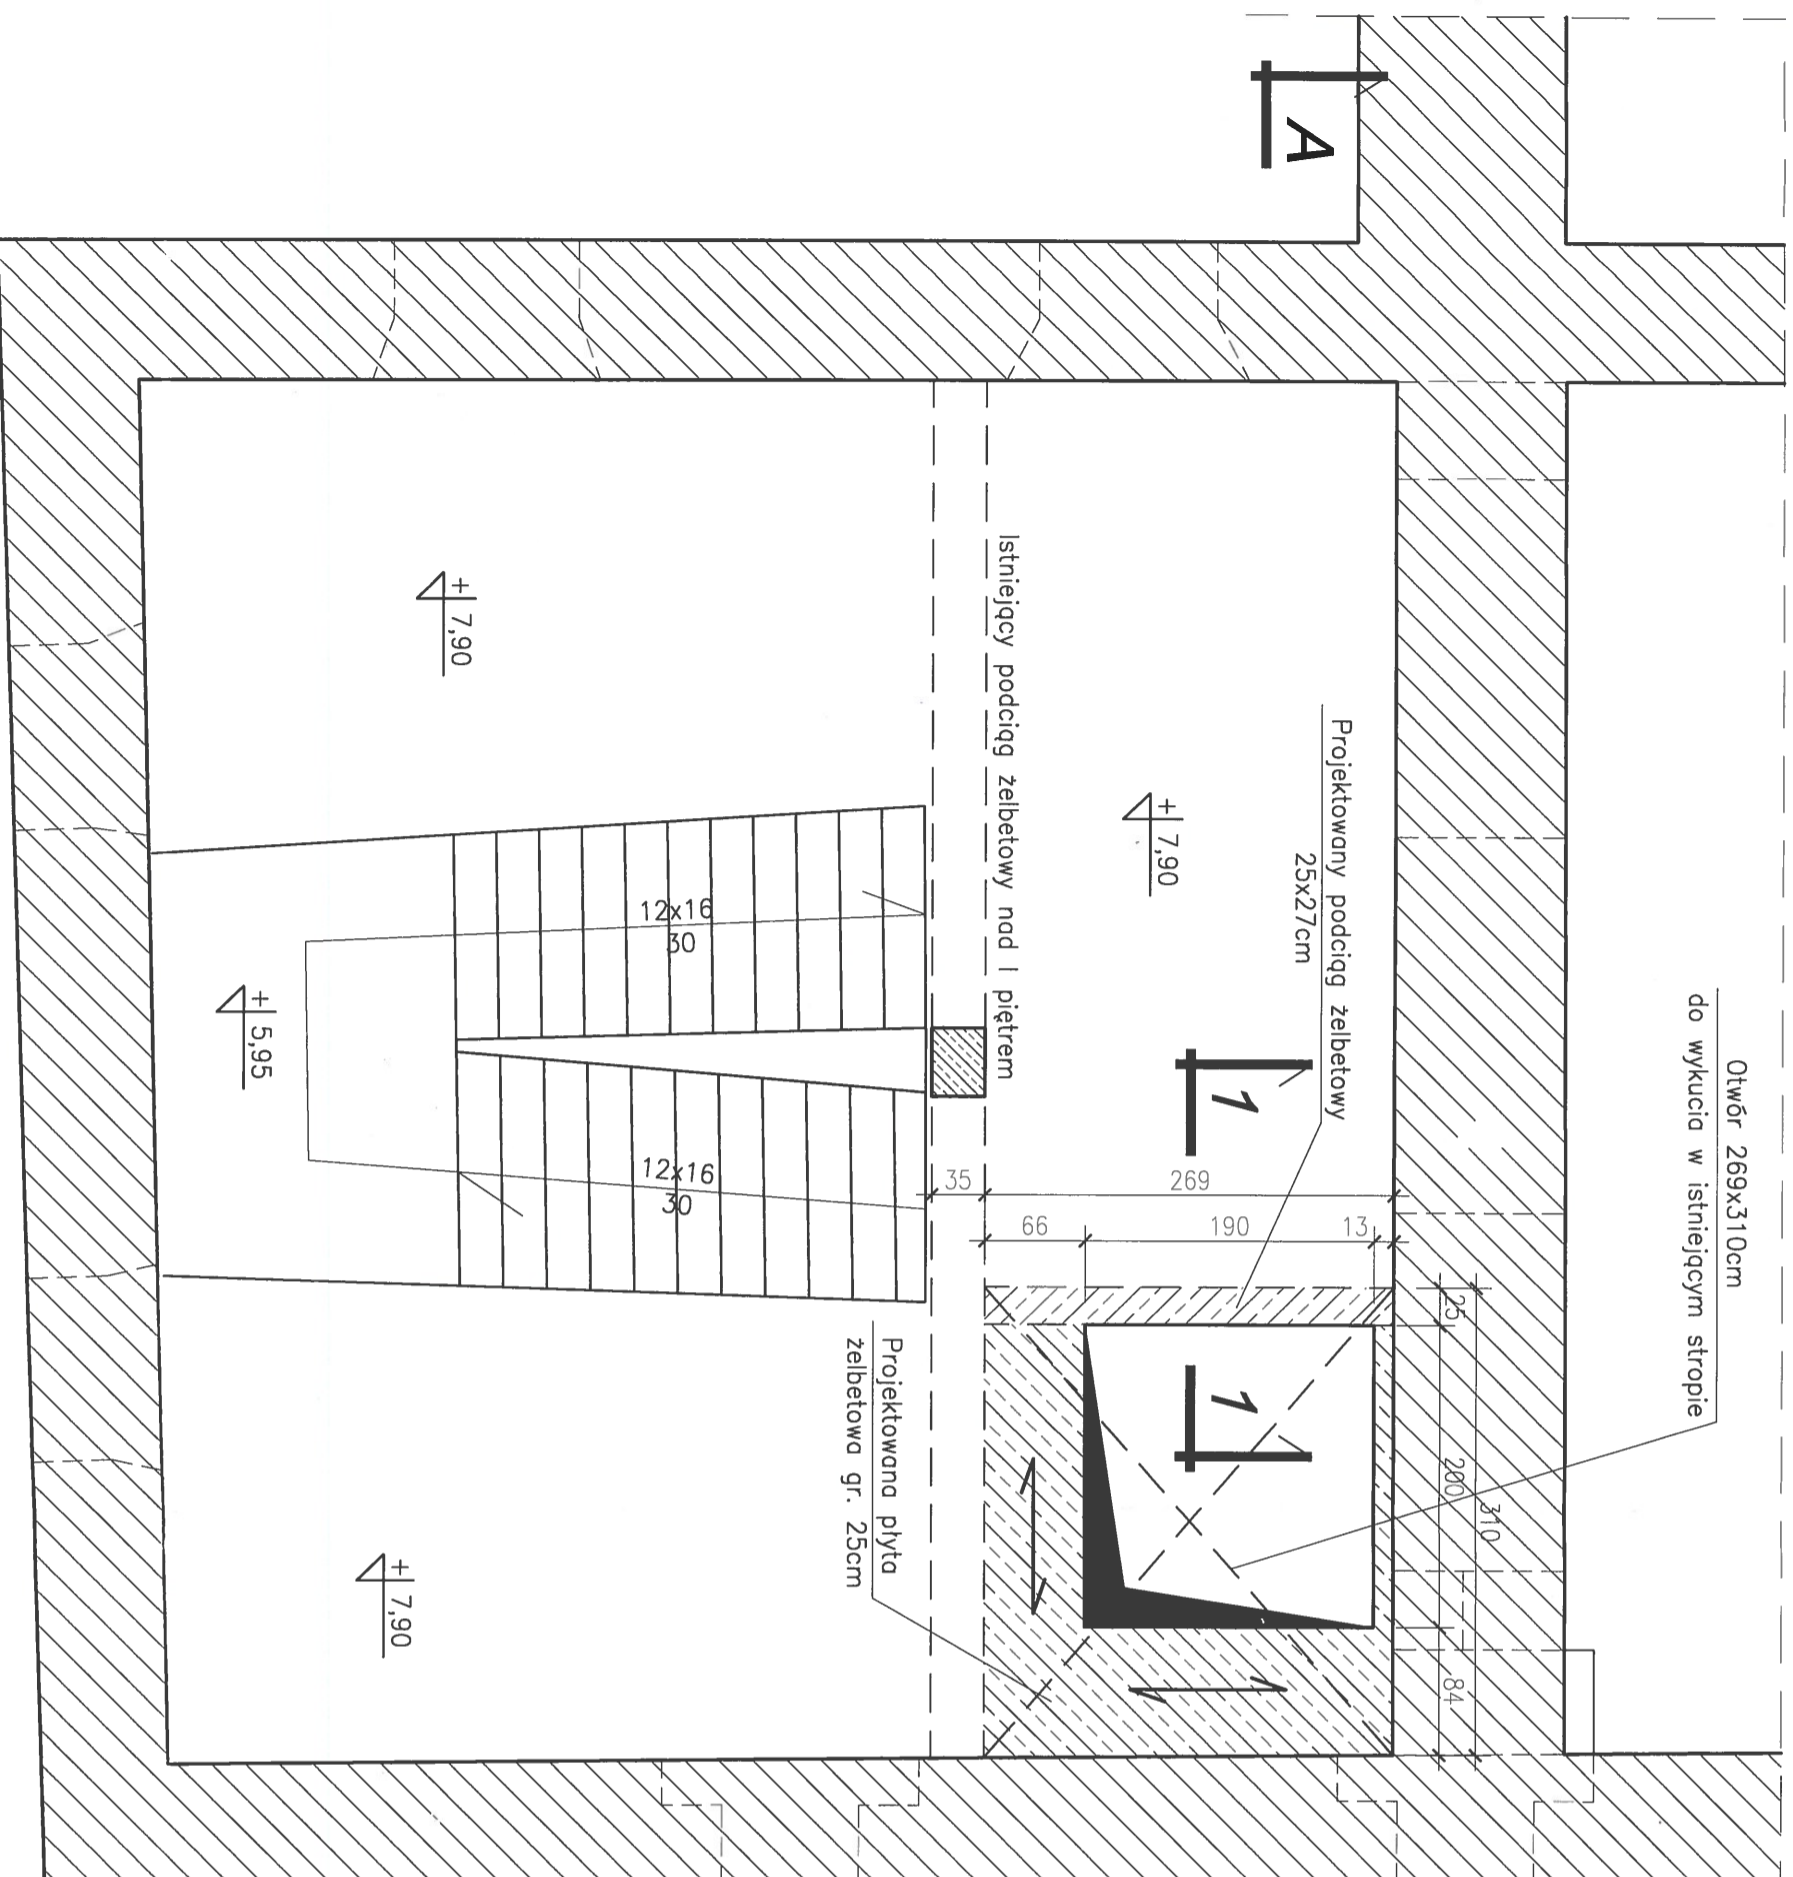 A
Otwór 269x310cm
do wykucia w istniejącym stropie
Projektowany podciąg żelbetowy
25x27cm
Istniejący podciąg żelbetowy nad I piętrem
+7,90
+7,90
+5,95
+7,90
12x16
30
12x16
30
1
1
35
269
66
190
13
25
200
310
84
Projektowana płyta
żelbetowa gr. 25cm